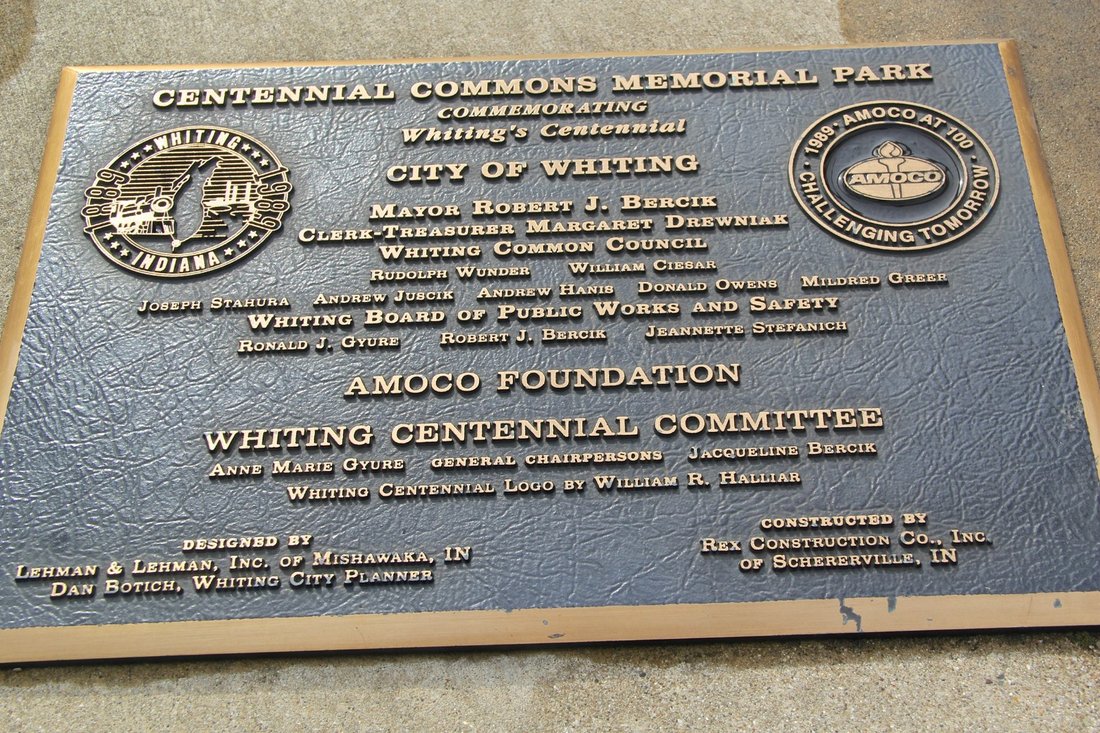 CENTENNIAL COMMONS MEMORIAL PARK
COMMEMORATING
Whiting's Centennial
CITY OF WHITING
1889 WHITING 1989
INDIANA
1989 · AMOCO AT 100 ·
CHALLENGING TOMORROW
AMOCO
MAYOR ROBERT J. BERCIK
CLERK-TREASURER MARGARET DREWNIAK
WHITING COMMON COUNCIL
RUDOLPH WUNDER WILLIAM CIESAR
JOSEPH STAHURA ANDREW JUSCIK ANDREW HANIS DONALD OWENS MILDRED GREER
WHITING BOARD OF PUBLIC WORKS AND SAFETY
RONALD J. GYURE ROBERT J. BERCIK JEANNETTE STEFANICH
AMOCO FOUNDATION
WHITING CENTENNIAL COMMITTEE
ANNE MARIE GYURE GENERAL CHAIRPERSONS JACQUELINE BERCIK
WHITING CENTENNIAL LOGO BY WILLIAM R. HALLIAR
DESIGNED BY
LEHMAN & LEHMAN, INC. OF MISHAWAKA, IN
DAN BOTICH, WHITING CITY PLANNER
CONSTRUCTED BY
REX CONSTRUCTION CO., INC.
OF SCHERERVILLE, IN